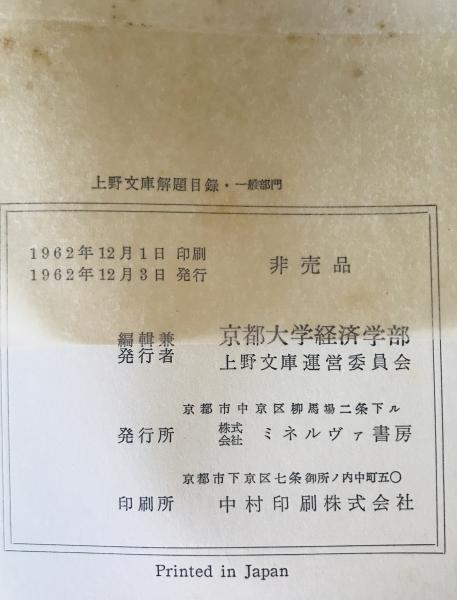 上野文庫解題目録・一般部門
1962年12月1日 印刷
1962年12月3日 発行
非売品
編輯兼
発行者
京都大学経済学部
上野文庫運営委員会
京都市中京区柳馬場二条下ル
発行所 株式会社 ミネルヴァ書房
京都市下京区七条御所ノ内中町五〇
印刷所 中村印刷株式会社
Printed in Japan